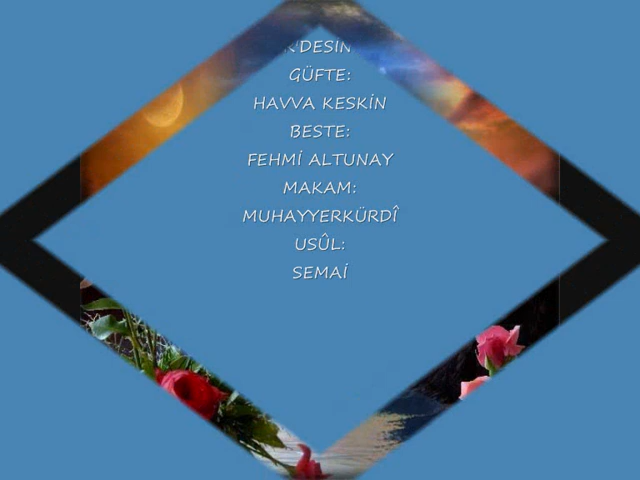 GÜFTE:
HAVVA KESKİN
BESTE:
FEHMİ ALTUNAY
MAKAM:
MUHAYYERKÜRDÎ
USÛL:
SEMAİ